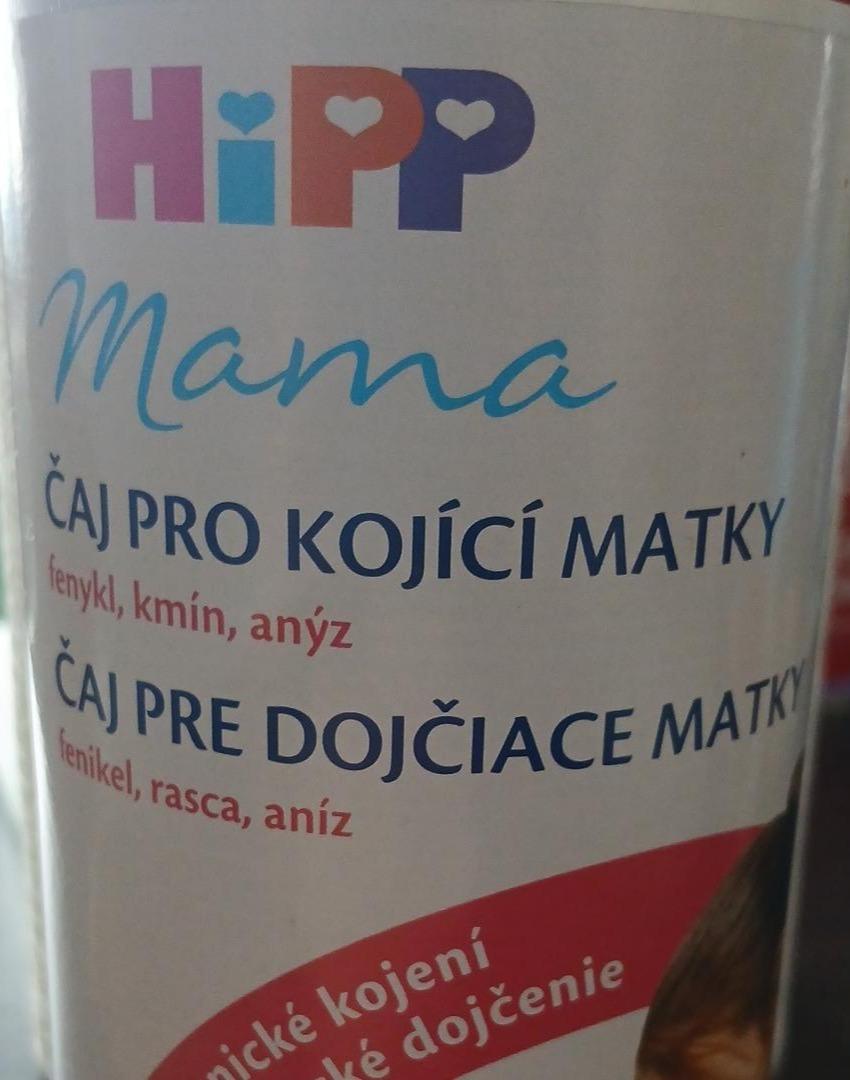 HiPP
Mama
ČAJ PRO KOJÍCÍ MATKY
fenykl, kmín, anýz
ČAJ PRE DOJČIACE MATKY
fenikel, rasca, aníz
kojení
dojčenie